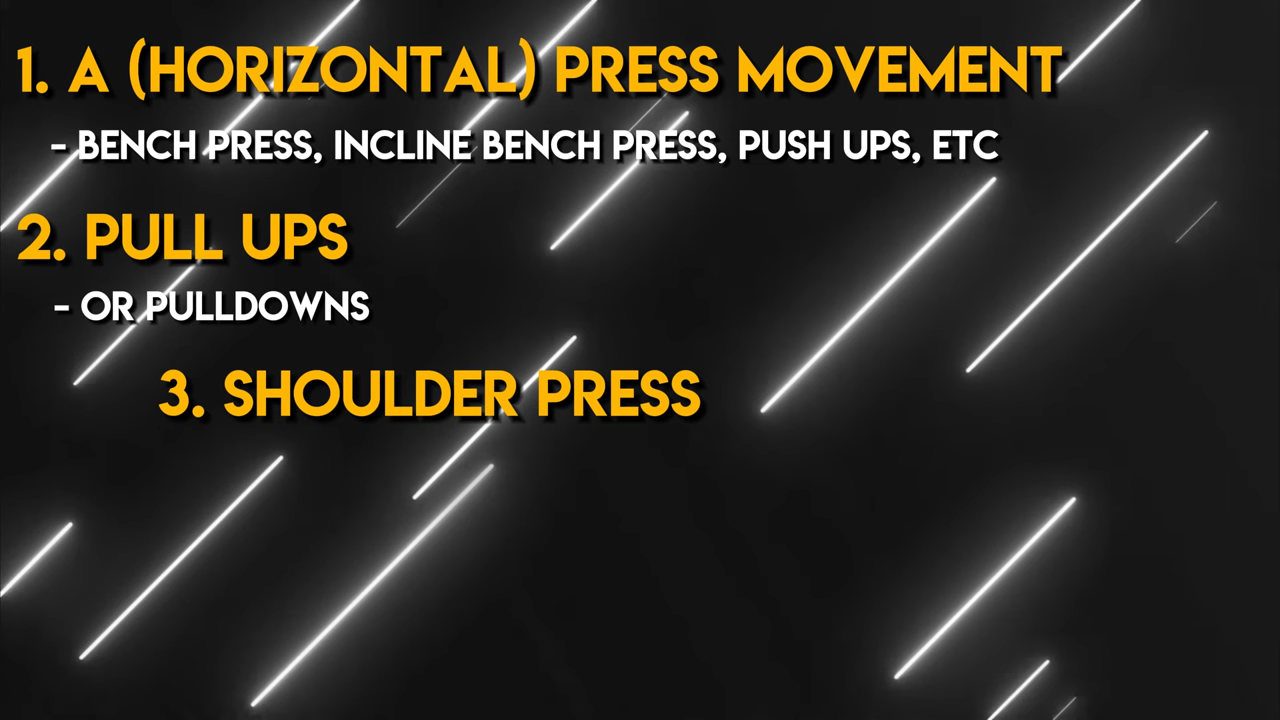 1. A (HORIZONTAL) PRESS MOVEMENT
- BENCH PRESS, INCLINE BENCH PRESS, PUSH UPS, ETC
2. PULL UPS
- OR PULLDOWNS
3. SHOULDER PRESS